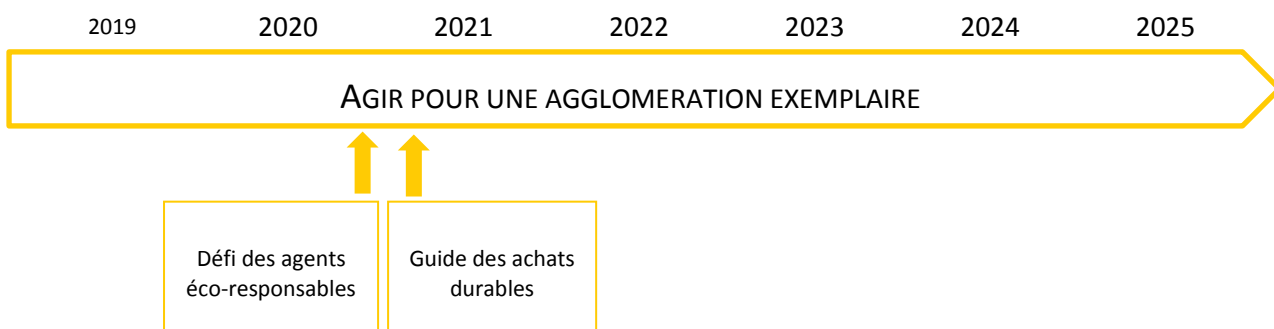 2019 2020 2021 2022 2023 2024 2025
AGIR POUR UNE AGGLOMERATION EXEMPLAIRE
Défi des agents
éco-responsables
Guide des achats
durables